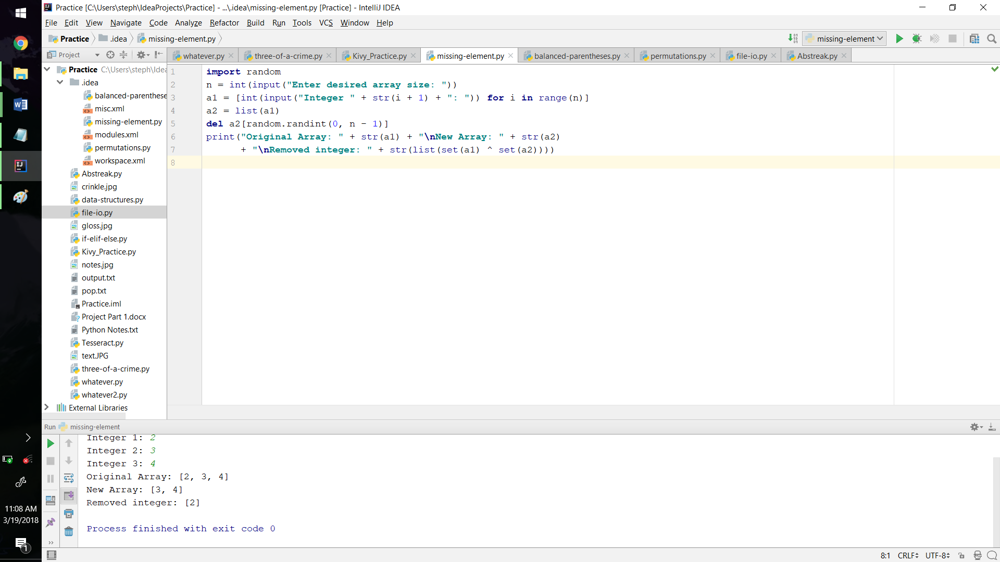 Practice [C:\Users\steph\IdeaProjects\Practice] - ...\.idea\missing-element.py [Practice] - IntelliJ IDEA
File Edit View Navigate Code Analyze Refactor Build Run Tools VCS Window Help
Practice .idea missing-element.py missing-element
Project whatever.py three-of-a-crime.py Kivy_Practice.py missing-element.py balanced-parentheses.py permutations.py file-io.py Abstreak.py
Practice C:\Users\steph\Idea
.idea
balanced-parenthese
misc.xml
missing-element.py
modules.xml
permutations.py
workspace.xml
Abstreak.py
crinkle.jpg
data-structures.py
file-io.py
gloss.jpg
if-elif-else.py
Kivy_Practice.py
notes.jpg
output.txt
pop.txt
Practice.iml
Project Part 1.docx
Python Notes.txt
Tesseract.py
text.JPG
three-of-a-crime.py
whatever.py
whatever2.py
External Libraries
1 import random
2 n = int(input("Enter desired array size: "))
3 a1 = [int(input("Integer " + str(i + 1) + ": ")) for i in range(n)]
4 a2 = list(a1)
5 del a2[random.randint(0, n - 1)]
6 print("Original Array: " + str(a1) + "\nNew Array: " + str(a2)
7 + "\nRemoved integer: " + str(list(set(a1) ^ set(a2))))
8
Run missing-element
Integer 1: 2
Integer 2: 3
Integer 3: 4
Original Array: [2, 3, 4]
New Array: [3, 4]
Removed integer: [2]
Process finished with exit code 0
11:08 AM
3/19/2018
1
8:1 CRLF UTF-8